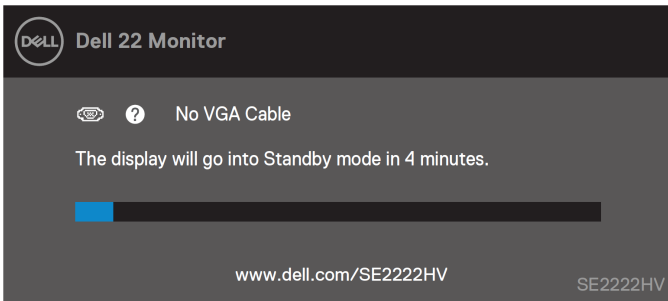 DELL Dell 22 Monitor
? No VGA Cable
The display will go into Standby mode in 4 minutes.
www.dell.com/SE2222HV
SE2222HV